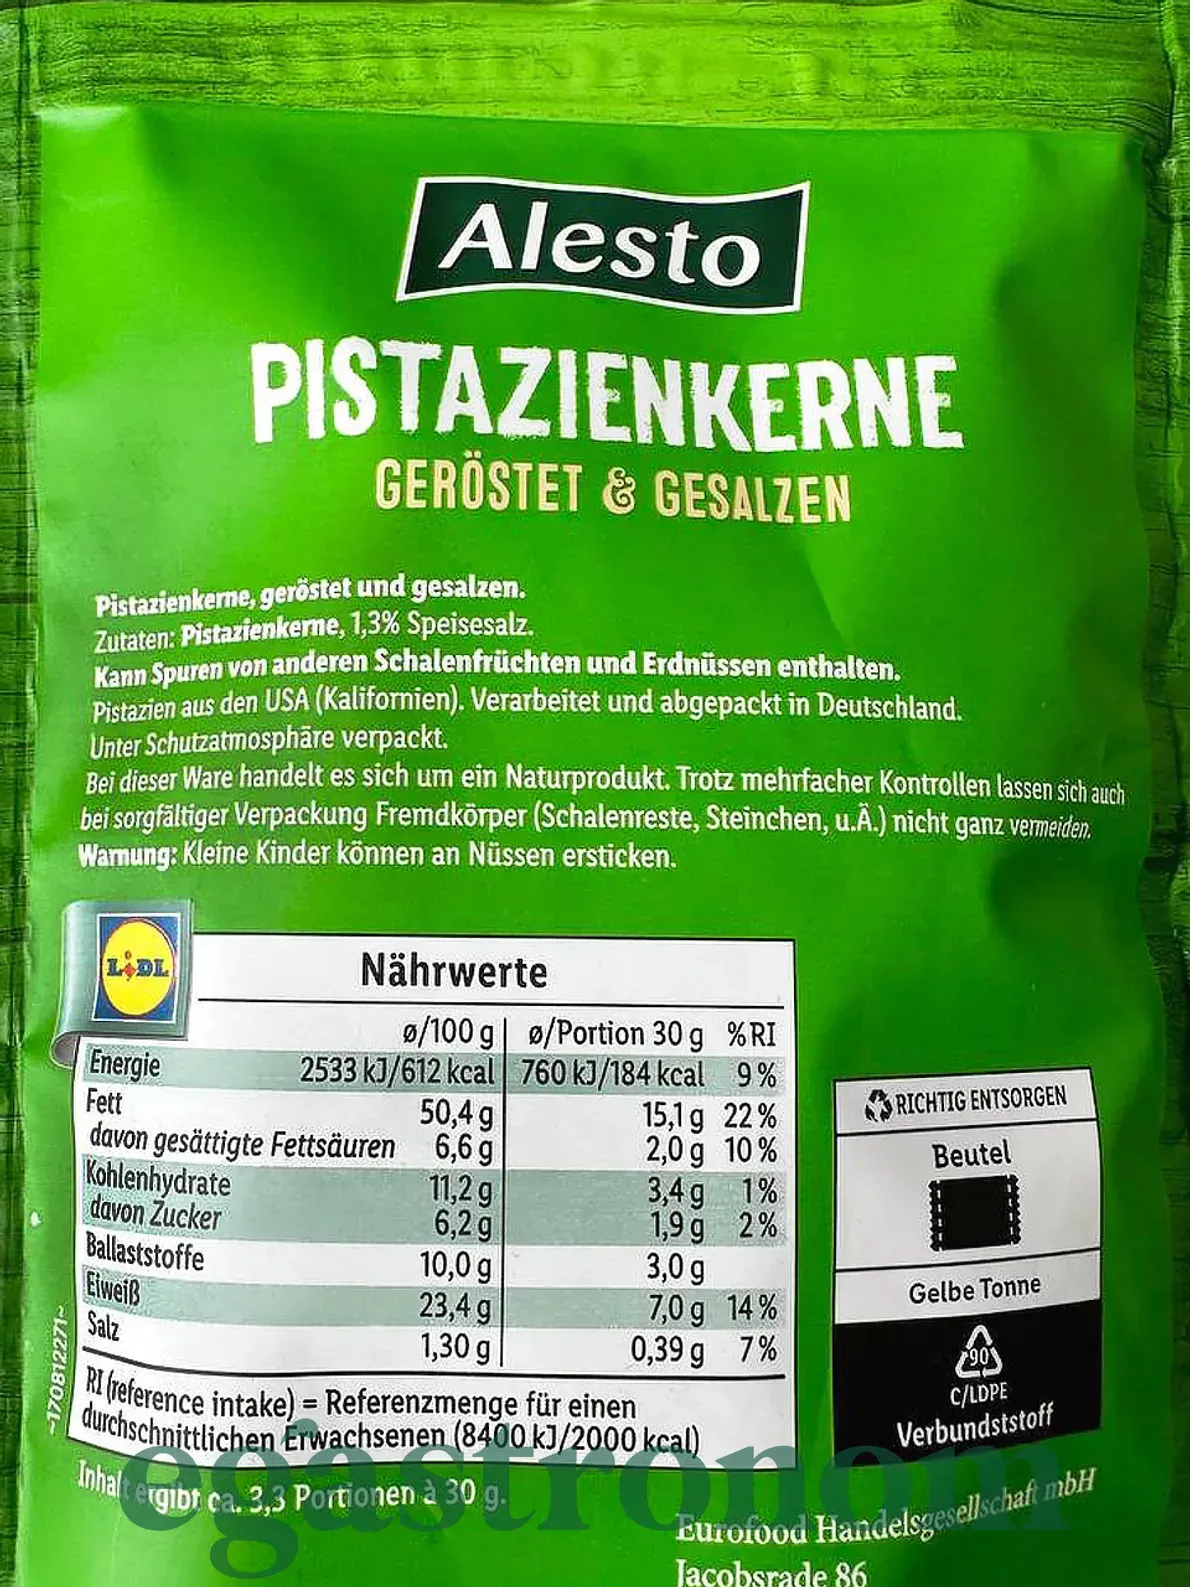 Alesto
PISTAZIENKERNE
GERÖSTET & GESALZEN
Pistazienkerne, geröstet und gesalzen.
Zutaten: Pistazienkerne, 1,3% Speisesalz.
Kann Spuren von anderen Schalenfrüchten und Erdnüssen enthalten.
Pistazien aus den USA (Kalifornien). Verarbeitet und abgepackt in Deutschland.
Unter Schutzatmosphäre verpackt.
Bei dieser Ware handelt es sich um ein Naturprodukt. Trotz mehrfacher Kontrollen lassen sich auch
bei sorgfältiger Verpackung Fremdkörper (Schalenreste, Steinchen, u.Ä.) nicht ganz vermeiden.
Warnung: Kleine Kinder können an Nüssen ersticken.
LIDL
Nährwerte
ø/100 g ø/Portion 30 g %RI
Energie 2533 kJ/612 kcal 760 kJ/184 kcal 9%
Fett 50,4 g 15,1 g 22%
davon gesättigte Fettsäuren 6,6 g 2,0 g 10%
Kohlenhydrate 11,2 g 3,4 g 1%
davon Zucker 6,2 g 1,9 g 2%
Ballaststoffe 10,0 g 3,0 g
Eiweiß 23,4 g 7,0 g 14%
Salz 1,30 g 0,39 g 7%
RI (reference intake) = Referenzmenge für einen
durchschnittlichen Erwachsenen (8400 kJ/2000 kcal)
-170812271-
RICHTIG ENTSORGEN
Beutel
Gelbe Tonne
90
C/LDPE
Verbundststoff
Inhalt ergibt ca. 3,3 Portionen à 30 g.
egastronom
Eurofood Handelsgesellschaft mbH
Jacobsrade 86